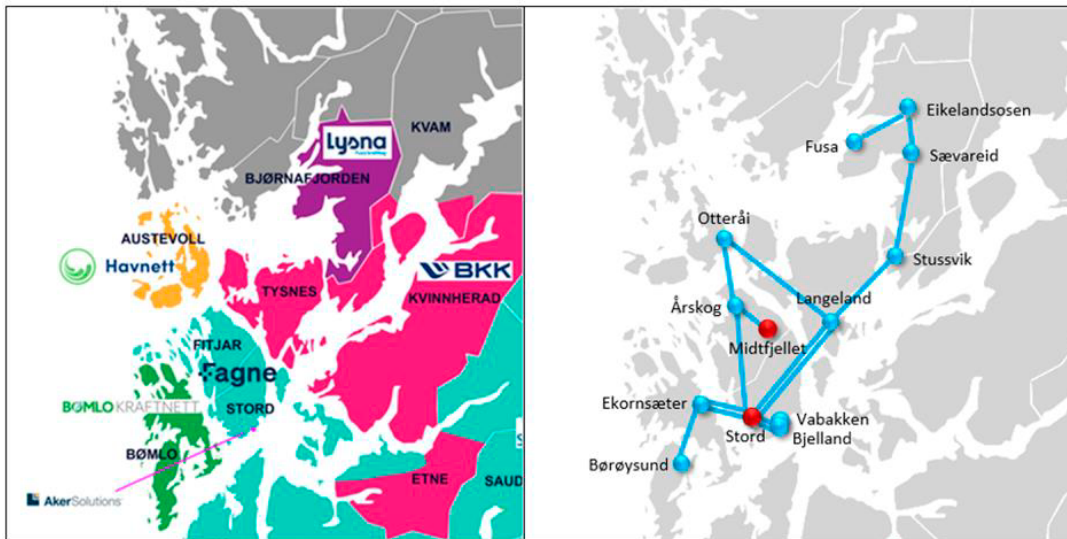 KVAM
Lysna
BJØRNAFJORDEN
AUSTEVOLL
Havnett
BKK
TYSNES
KVINNHERAD
FITJAR
Fagne
BØMLO KRAFTNETT
STORD
BØMLO
ETNE
SAUD
AkerSolutions
Eikelandsosen
Fusa
Sævareid
Otteråi
Stussvik
Langeland
Årskog
Midtfjellet
Ekornsæter
Vabakken
Stord
Bjelland
Børøysund